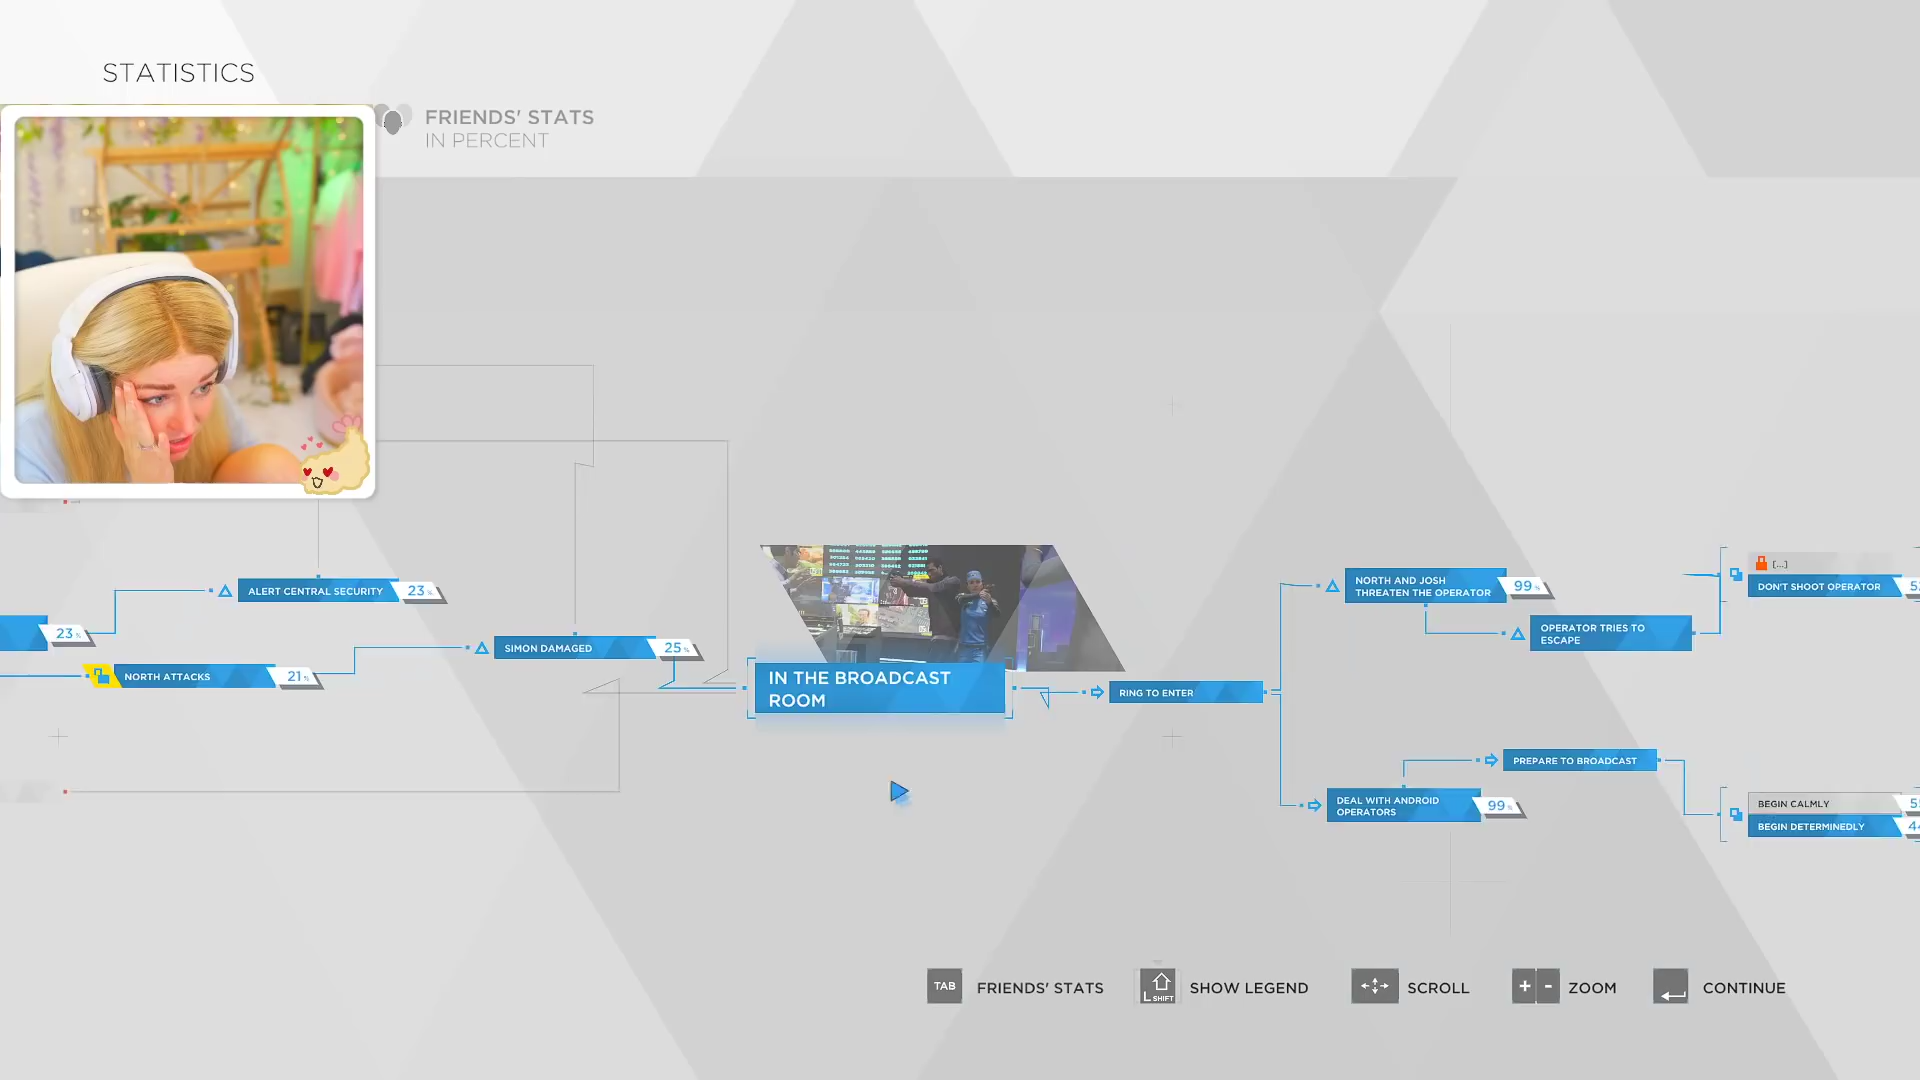 STATISTICS
FRIENDS' STATS
IN PERCENT
ALERT CENTRAL SECURITY
23%
23%
NORTH ATTACKS
21%
SIMON DAMAGED
25%
IN THE BROADCAST
ROOM
RING TO ENTER
NORTH AND JOSH
THREATEN THE OPERATOR
99%
OPERATOR TRIES TO
ESCAPE
[...]
DON'T SHOOT OPERATOR
PREPARE TO BROADCAST
DEAL WITH ANDROID
OPERATORS
99%
BEGIN CALMLY
BEGIN DETERMINEDLY
TAB
FRIENDS' STATS
L SHIFT
SHOW LEGEND
SCROLL
+ -
ZOOM
CONTINUE